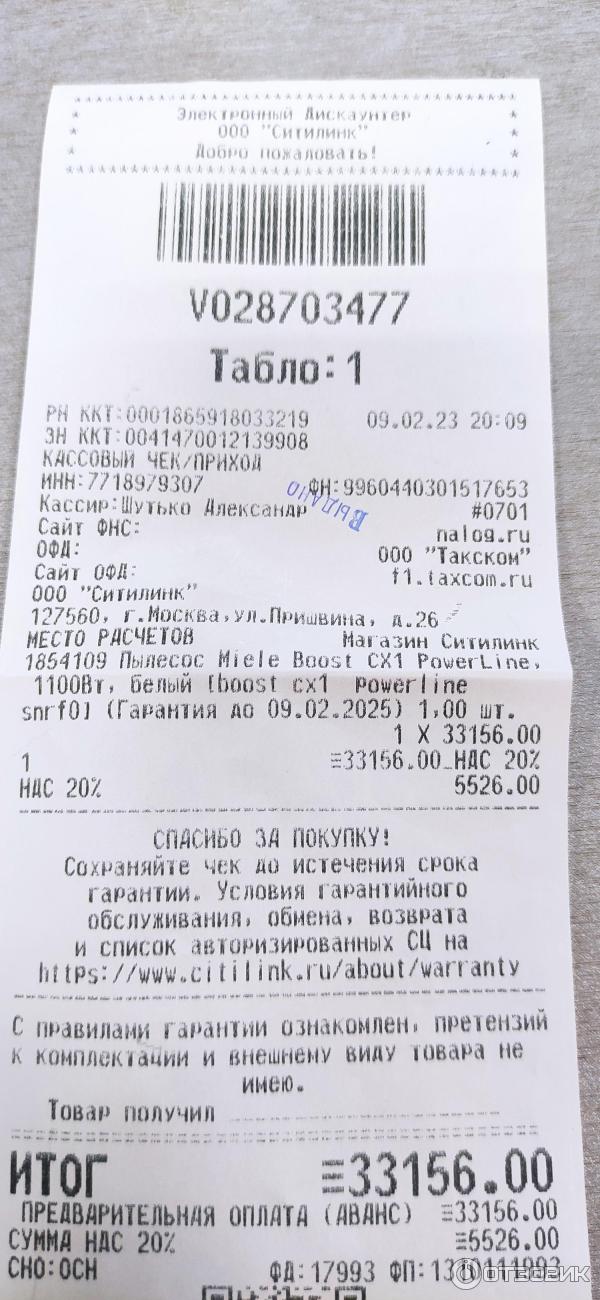 Электронный Дискаунтер
ООО "Ситилинк"
Добро пожаловать!
V028703477
Табло: 1
РН ККТ:0001865918033219 09.02.23 20:09
ЗН ККТ:0041470012139908
КАССОВЫЙ ЧЕК/ПРИХОД
ИНН:7718979307 ФН:9960440301517653
Кассир:Шутько Александр #0701
ВЫДАНО
Сайт ФНС: nalog.ru
ОФД: ООО "Такском"
Сайт ОФД: f1.taxcom.ru
ООО "Ситилинк"
127560, г.Москва,ул.Пришвина, д.26
МЕСТО РАСЧЕТОВ Магазин Ситилинк
1854109 Пылесос Miele Boost CX1 PowerLine,
1100Вт, белый [boost cx1 powerline
snrf0] (Гарантия до 09.02.2025) 1,00 шт.
1 X 33156.00
1 =33156.00_НДС 20%
НДС 20% 5526.00
СПАСИБО ЗА ПОКУПКУ!
Сохраняйте чек до истечения срока
гарантии. Условия гарантийного
обслуживания, обмена, возврата
и список авторизированных СЦ на
https://www.citilink.ru/about/warranty
С правилами гарантии ознакомлен, претензий
к комплектации и внешнему виду товара не
имею.
Товар получил
ИТОГ =33156.00
ПРЕДВАРИТЕЛЬНАЯ ОПЛАТА (АВАНС) =33156.00
СУММА НДС 20% =5526.00
СНО:ОСН ФД:17993
ОТЗОВИК